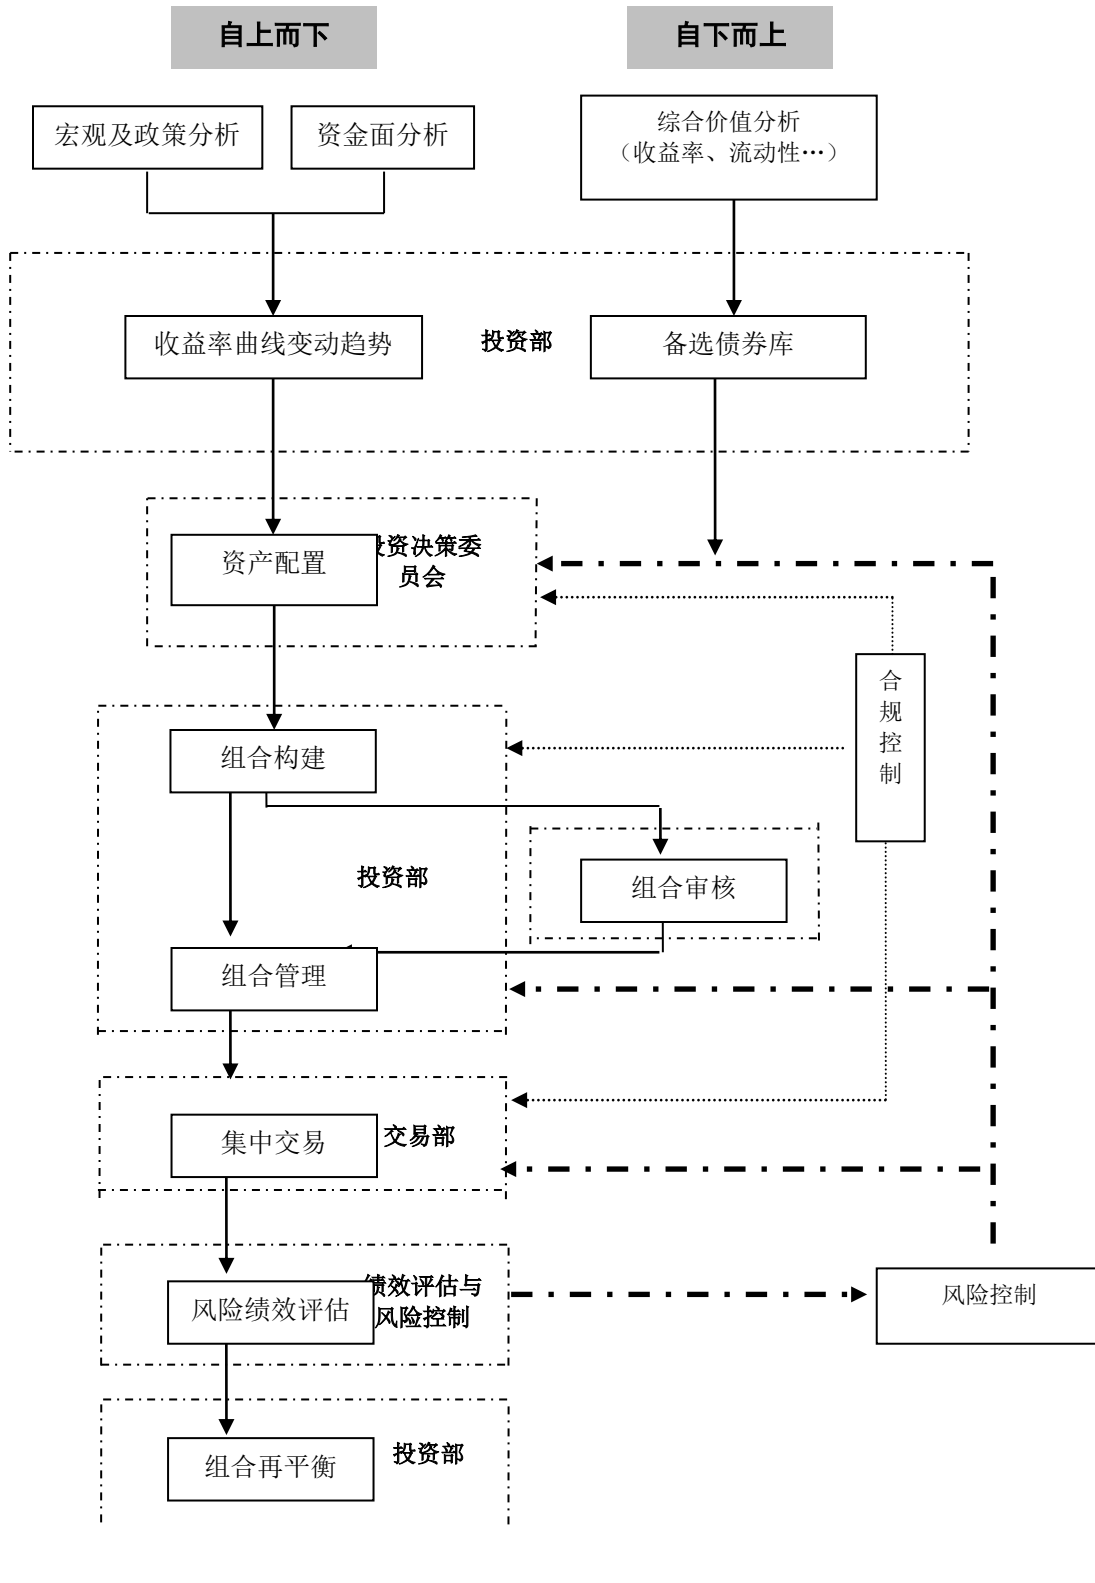 自上而下
自下而上
宏观及政策分析
资金面分析
综合价值分析
（收益率、流动性…）
收益率曲线变动趋势
投资部
备选债券库
资产配置
投资决策委
员会
合
规
控
制
组合构建
投资部
组合审核
组合管理
集中交易
交易部
风险绩效评估
绩效评估与
风险控制
风险控制
组合再平衡
投资部